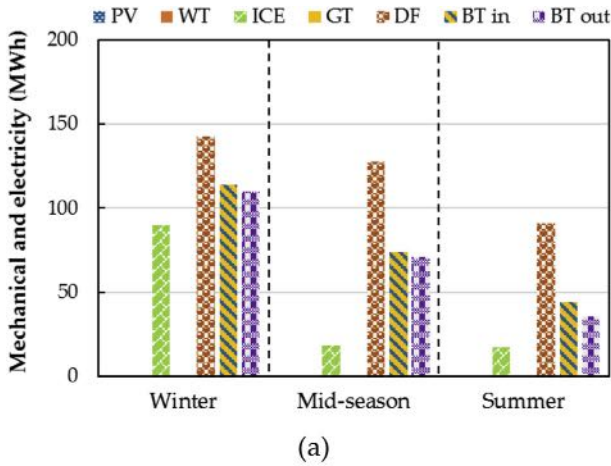 PV WT ICE GT DF BT in BT out
Mechanical and electricity (MWh)
200
150
100
50
0
Winter Mid-season Summer
(a)